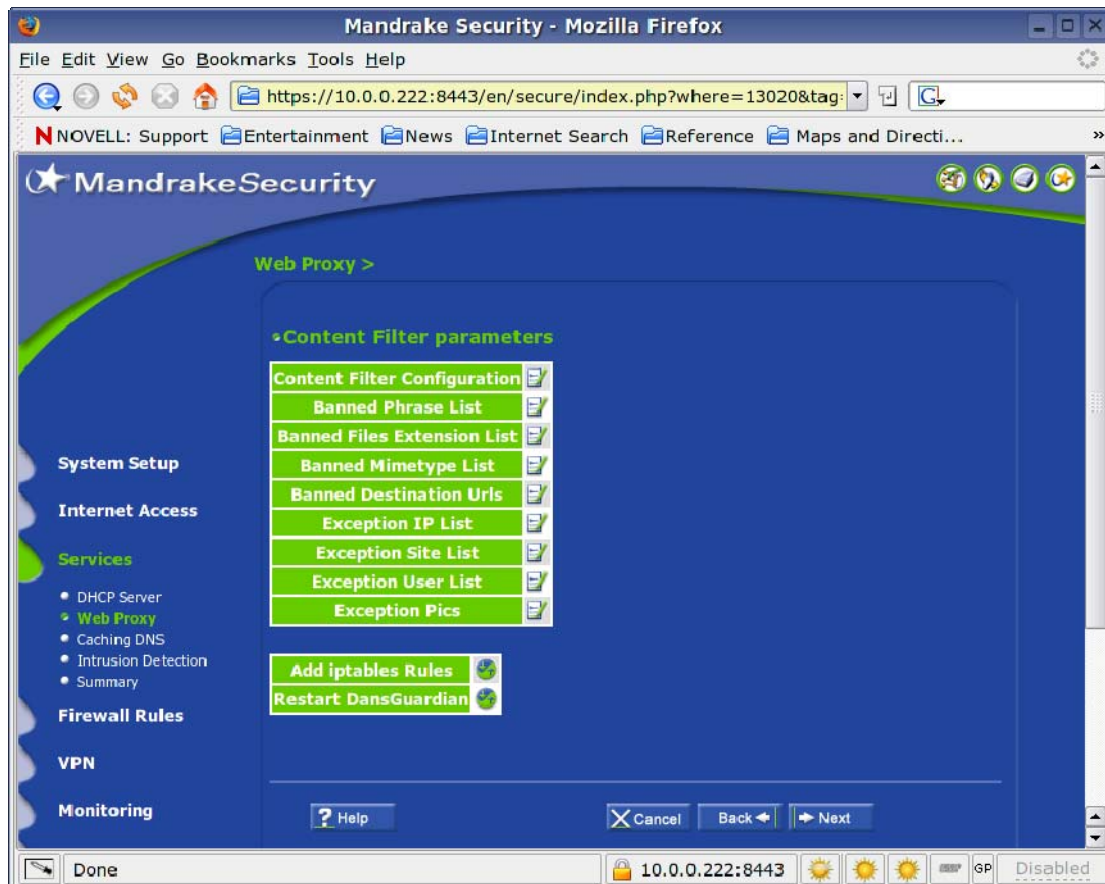 Mandrake Security - Mozilla Firefox
File Edit View Go Bookmarks Tools Help
https://10.0.0.222:8443/en/secure/index.php?where=13020&tag:
G
NOVELL: Support Entertainment News Internet Search Reference Maps and Directi... »
MandrakeSecurity
Web Proxy >
Content Filter parameters
Content Filter Configuration
Banned Phrase List
Banned Files Extension List
Banned Mimetype List
Banned Destination Urls
Exception IP List
Exception Site List
Exception User List
Exception Pics
Add iptables Rules
Restart DansGuardian
System Setup
Internet Access
Services
DHCP Server
Web Proxy
Caching DNS
Intrusion Detection
Summary
Firewall Rules
VPN
Monitoring
? Help
Cancel Back Next
Done 10.0.0.222:8443 GP Disabled